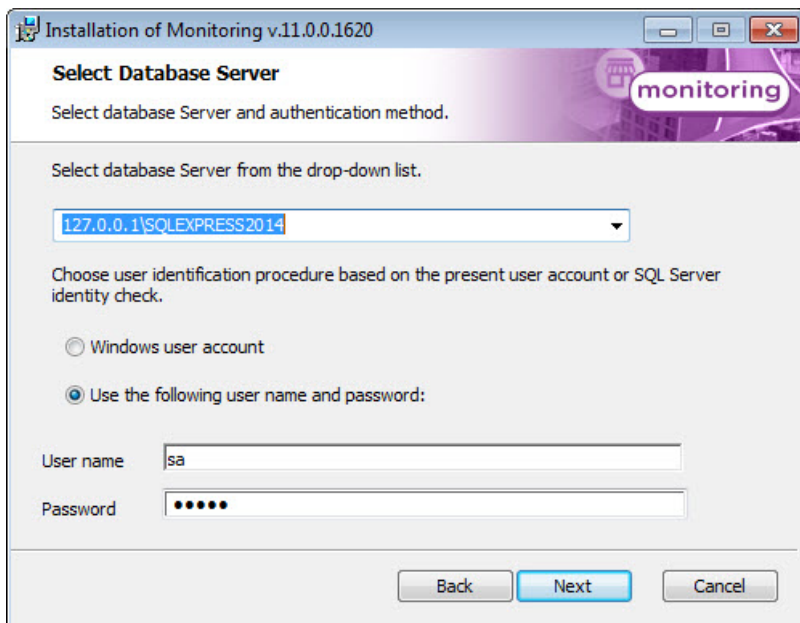 Installation of Monitoring v.11.0.0.1620
Select Database Server
Select database Server and authentication method.
monitoring
Select database Server from the drop-down list.
127.0.0.1\SQLEXPRESS2014
Choose user identification procedure based on the present user account or SQL Server
identity check.
Windows user account
Use the following user name and password:
User name
sa
Password
•••••
Back
Next
Cancel